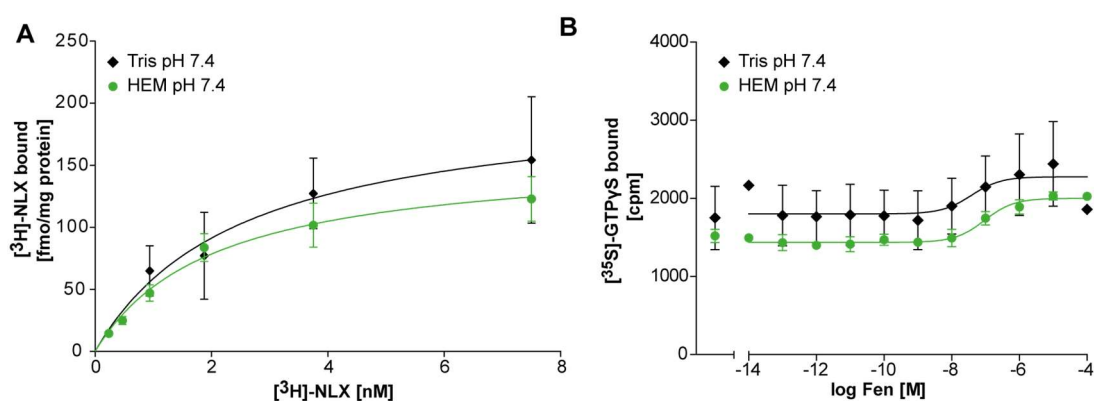 A
250
200
150
100
50
0
[³H]-NLX bound
[fmo/mg protein]
Tris pH 7.4
HEM pH 7.4
0
2
4
6
8
[³H]-NLX [nM]
B
4000
3000
2000
1000
0
[³⁵S]-GTPγS bound
[cpm]
Tris pH 7.4
HEM pH 7.4
-14
-12
-10
-8
-6
-4
log Fen [M]